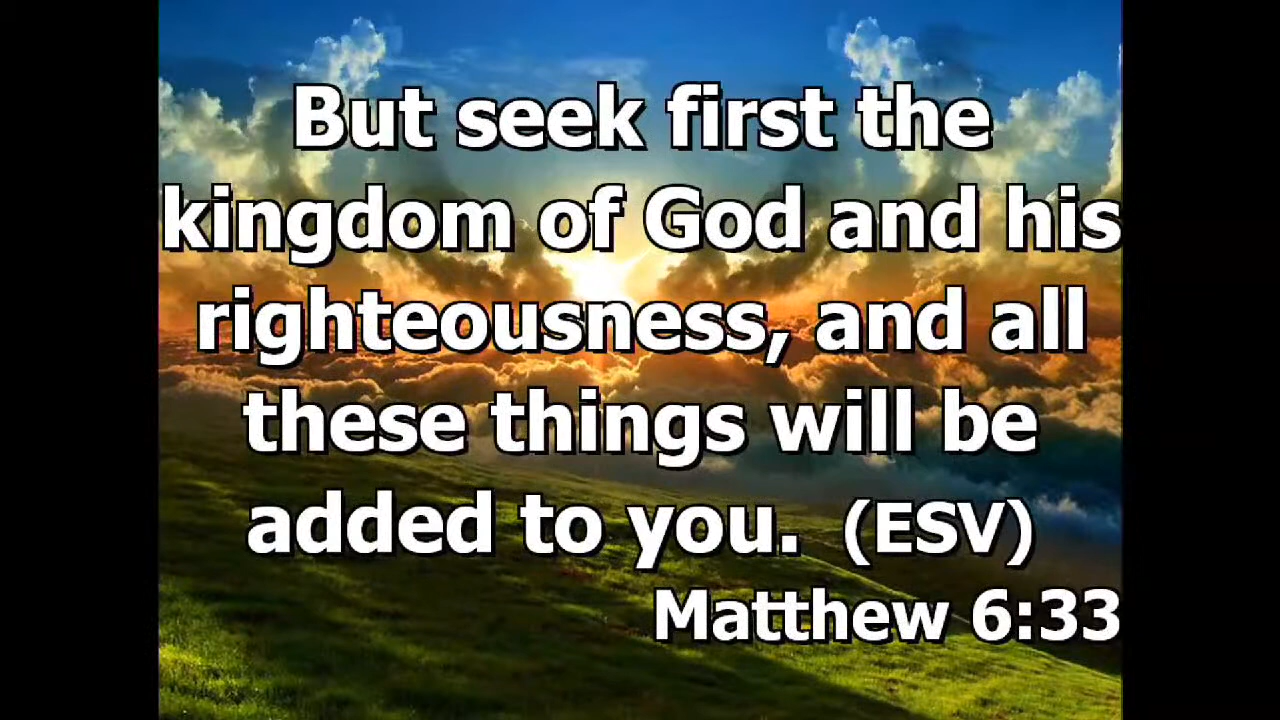 But seek first the
kingdom of God and his
righteousness, and all
these things will be
added to you. (ESV)
Matthew 6:33